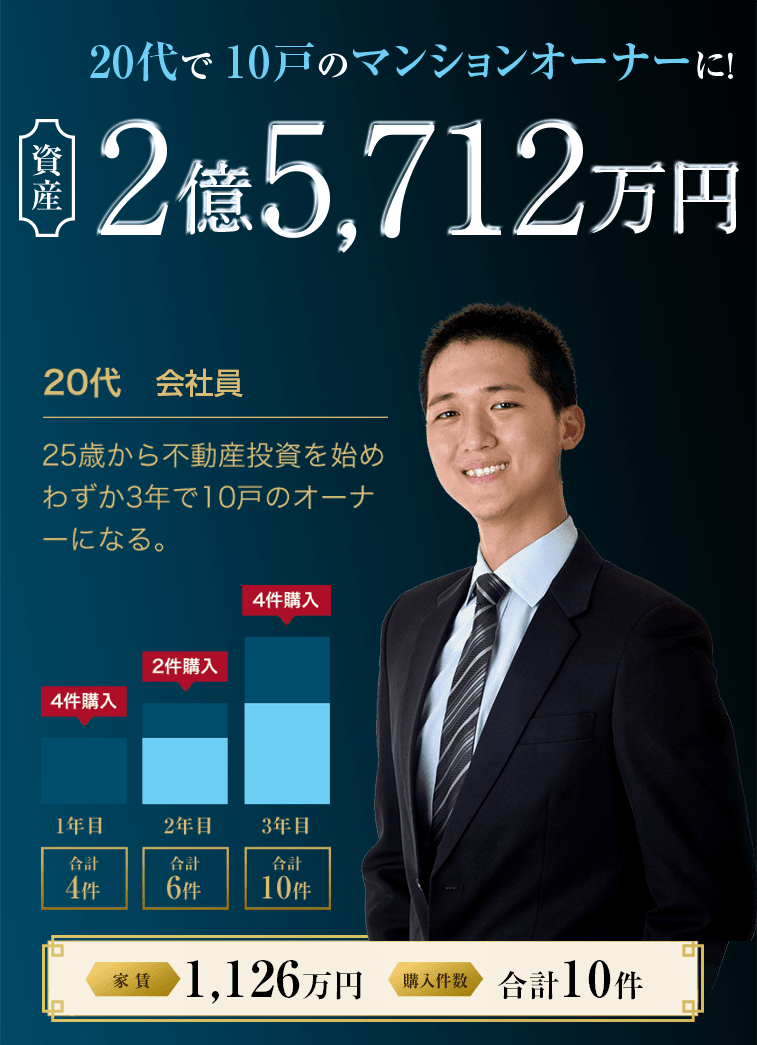 20代で10戸のマンションオーナーに!
資産
2億5,712万円
20代　会社員
25歳から不動産投資を始め
わずか3年で10戸のオーナ
ーになる。
4件購入
2件購入
4件購入
1年目 2年目 3年目
合計 合計 合計
4件 6件 10件
家賃 1,126万円 購入件数 合計10件